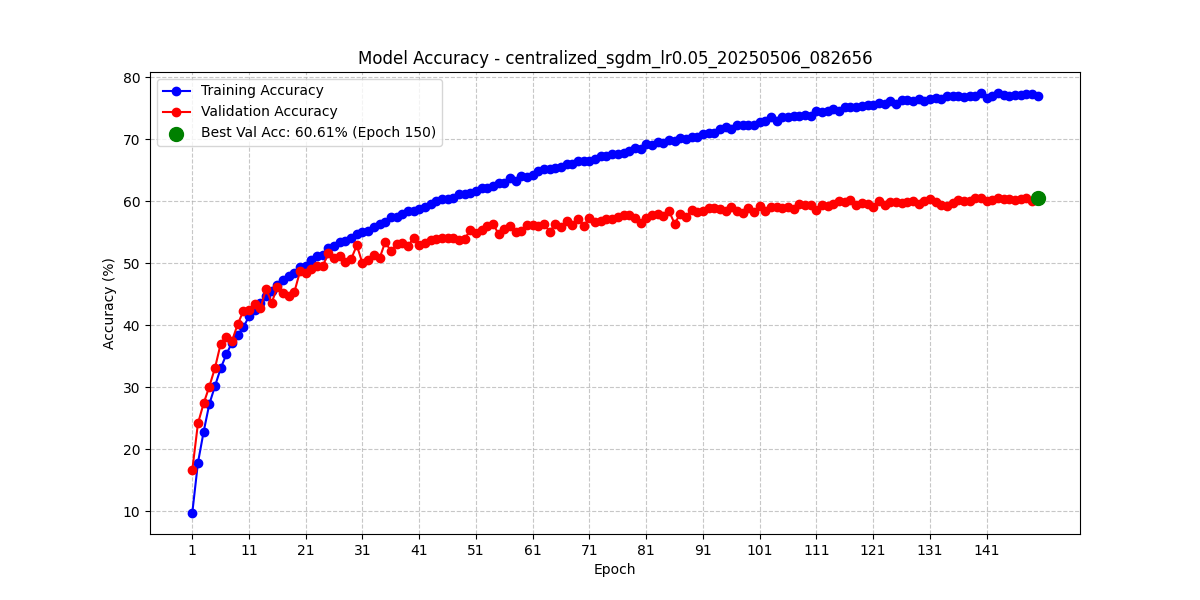 Model Accuracy - centralized_sgdm_lr0.05_20250506_082656
Training Accuracy
Validation Accuracy
Best Val Acc: 60.61% (Epoch 150)
Accuracy (%)
80
70
60
50
40
30
20
10
1 11 21 31 41 51 61 71 81 91 101 111 121 131 141
Epoch